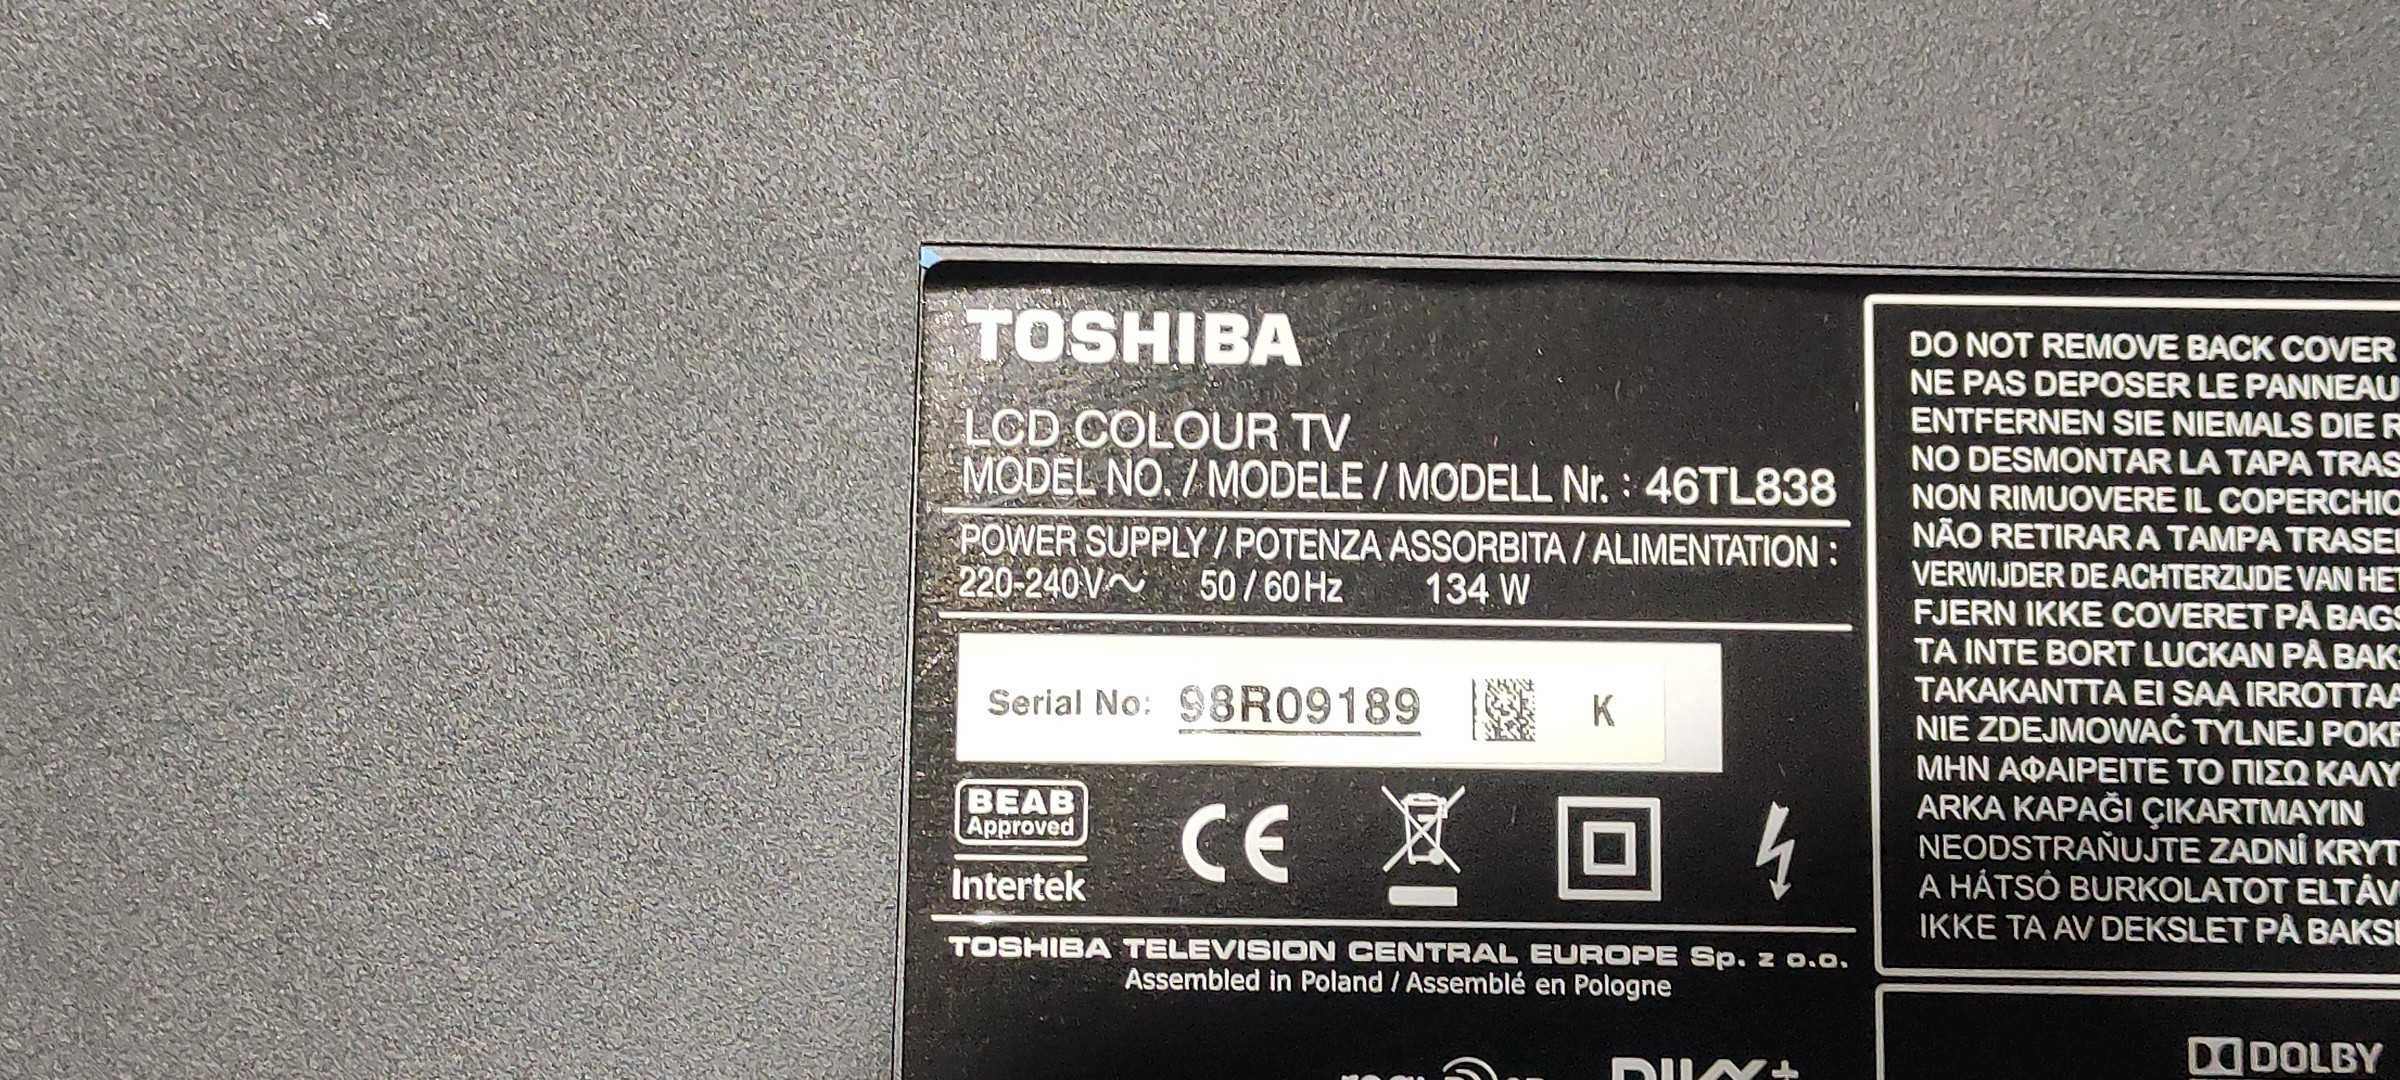 TOSHIBA
LCD COLOUR TV
MODEL NO. / MODELE / MODELL Nr. : 46TL838
POWER SUPPLY / POTENZA ASSORBITA / ALIMENTATION :
220-240V~ 50 / 60Hz 134 W
Serial No: 98R09189 K
BEAB
Approved
Intertek
CE
TOSHIBA TELEVISION CENTRAL EUROPE Sp. z o.o.
Assembled in Poland / Assemblé en Pologne
DO NOT REMOVE BACK COVER
NE PAS DEPOSER LE PANNEAU
ENTFERNEN SIE NIEMALS DIE
NO DESMONTAR LA TAPA
NON RIMUOVERE IL
NÃO RETIRAR A TAMPA
VERWIJDER DE ACHTERZIJDE VAN HET
FJERN IKKE COVERET PÅ
TA INTE BORT LUCKAN PÅ
TAKAKANTTA EI SAA
NIE ZDEJMOWAĆ TYLNEJ
ΜΗΝ ΑΦΑΙΡΕΙΤΕ ΤΟ ΠΙΣΩ
ARKA KAPAĞI ÇIKARTMAYIN
NEODSTRAŇUJTE ZADNÍ KRYT
A HÁTSÓ BURKOLATOT
IKKE TA AV DEKSLET PÅ
DOLBY